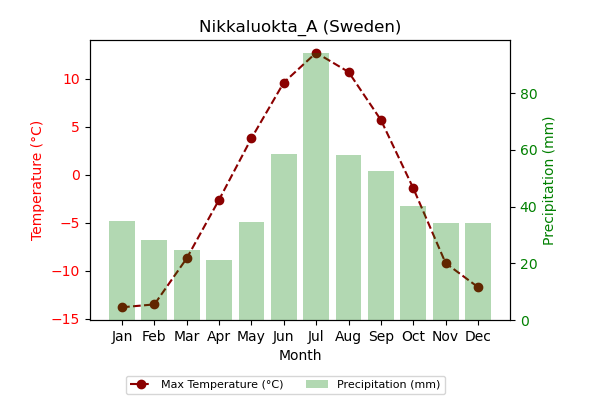 Nikkaluokta_A (Sweden)
Temperature (°C)
10
5
0
−5
−10
−15
80
60
40
20
0
Precipitation (mm)
Jan Feb Mar Apr May Jun Jul Aug Sep Oct Nov Dec
Month
Max Temperature (°C) Precipitation (mm)